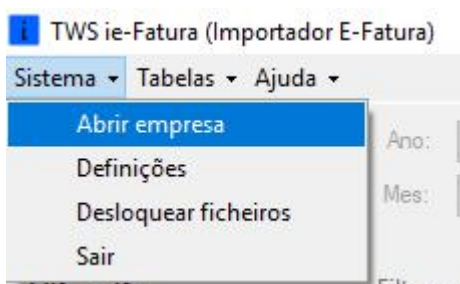 TWS ie-Fatura (Importador E-Fatura)
Sistema Tabelas Ajuda
Abrir empresa
Ano:
Definições
Mes:
Desloquear ficheiros
Sair